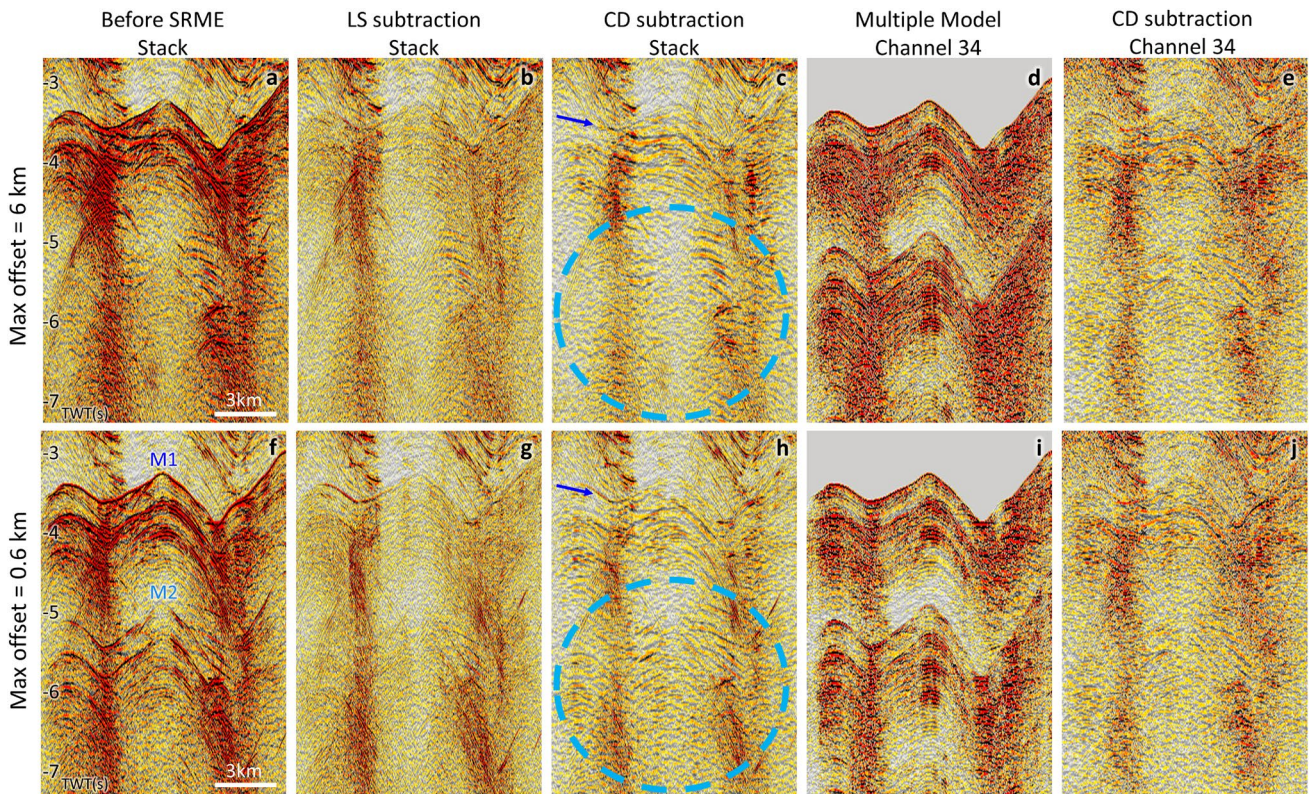 Before SRME
Stack
LS subtraction
Stack
CD subtraction
Stack
Multiple Model
Channel 34
CD subtraction
Channel 34
Max offset = 6 km
a
-3
-4
-5
-6
-7
TWT(s)
3km
b
c
d
e
Max offset = 0.6 km
f
-3
M1
-4
M2
-5
-6
-7
TWT(s)
3km
g
h
i
j